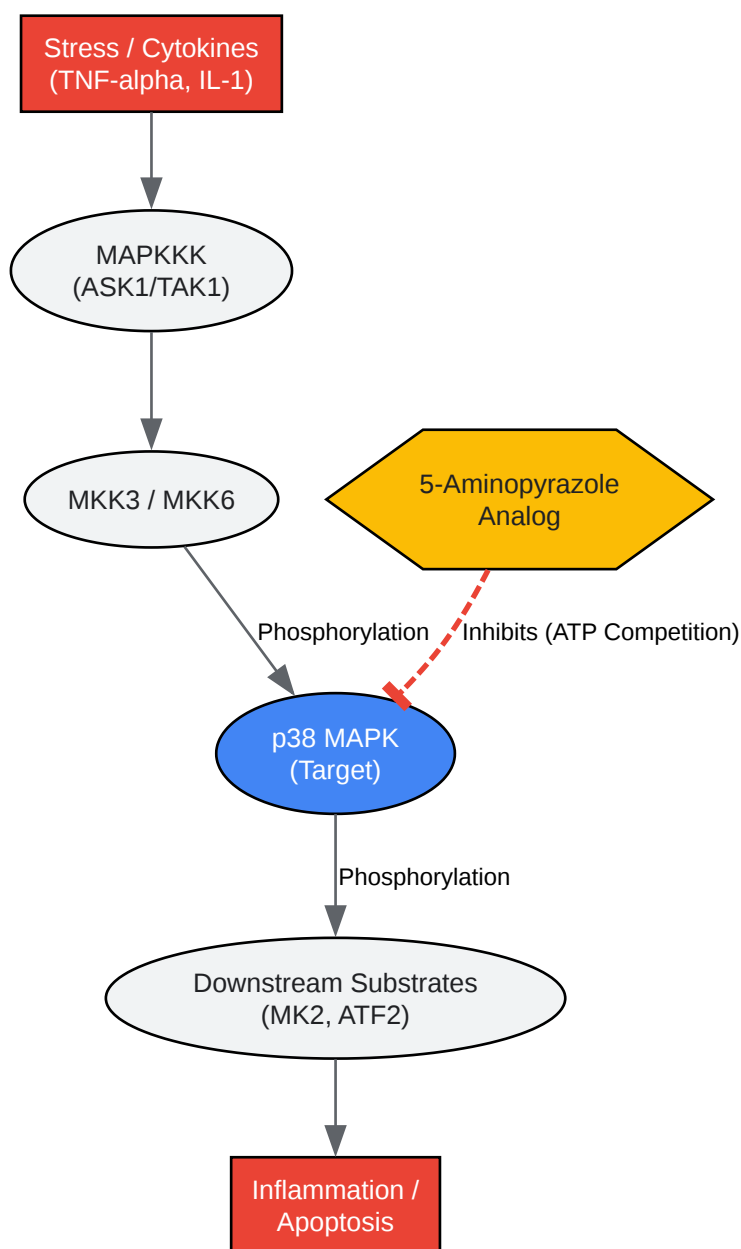 Stress / Cytokines
(TNF-alpha, IL-1)
MAPKKK
(ASK1/TAK1)
MKK3 / MKK6
5-Aminopyrazole
Analog
Phosphorylation
Inhibits (ATP Competition)
p38 MAPK
(Target)
Phosphorylation
Downstream Substrates
(MK2, ATF2)
Inflammation /
Apoptosis